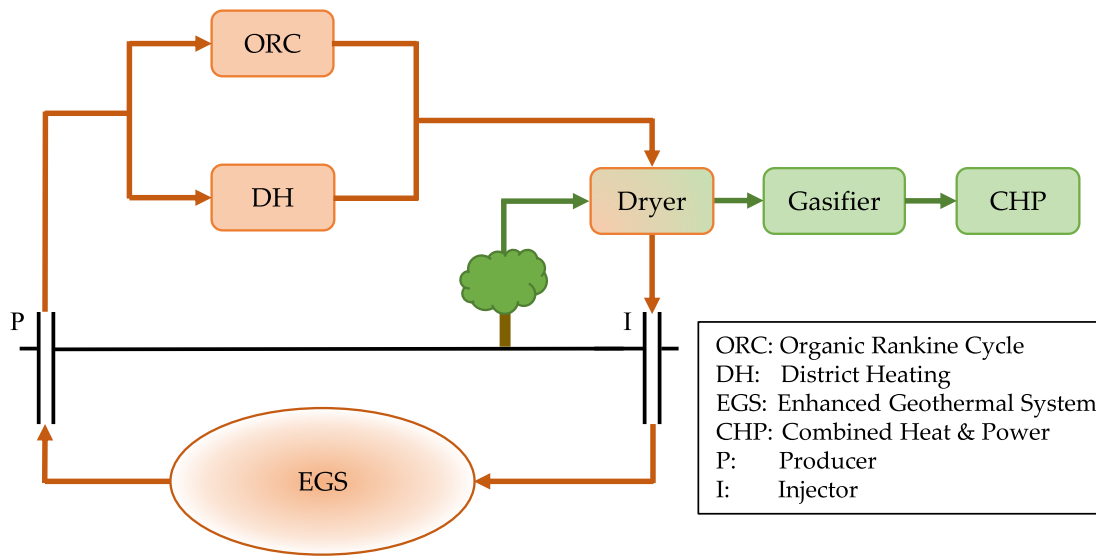 ORC
DH
Dryer
Gasifier
CHP
P
I
EGS
ORC: Organic Rankine Cycle
DH: District Heating
EGS: Enhanced Geothermal System
CHP: Combined Heat & Power
P: Producer
I: Injector